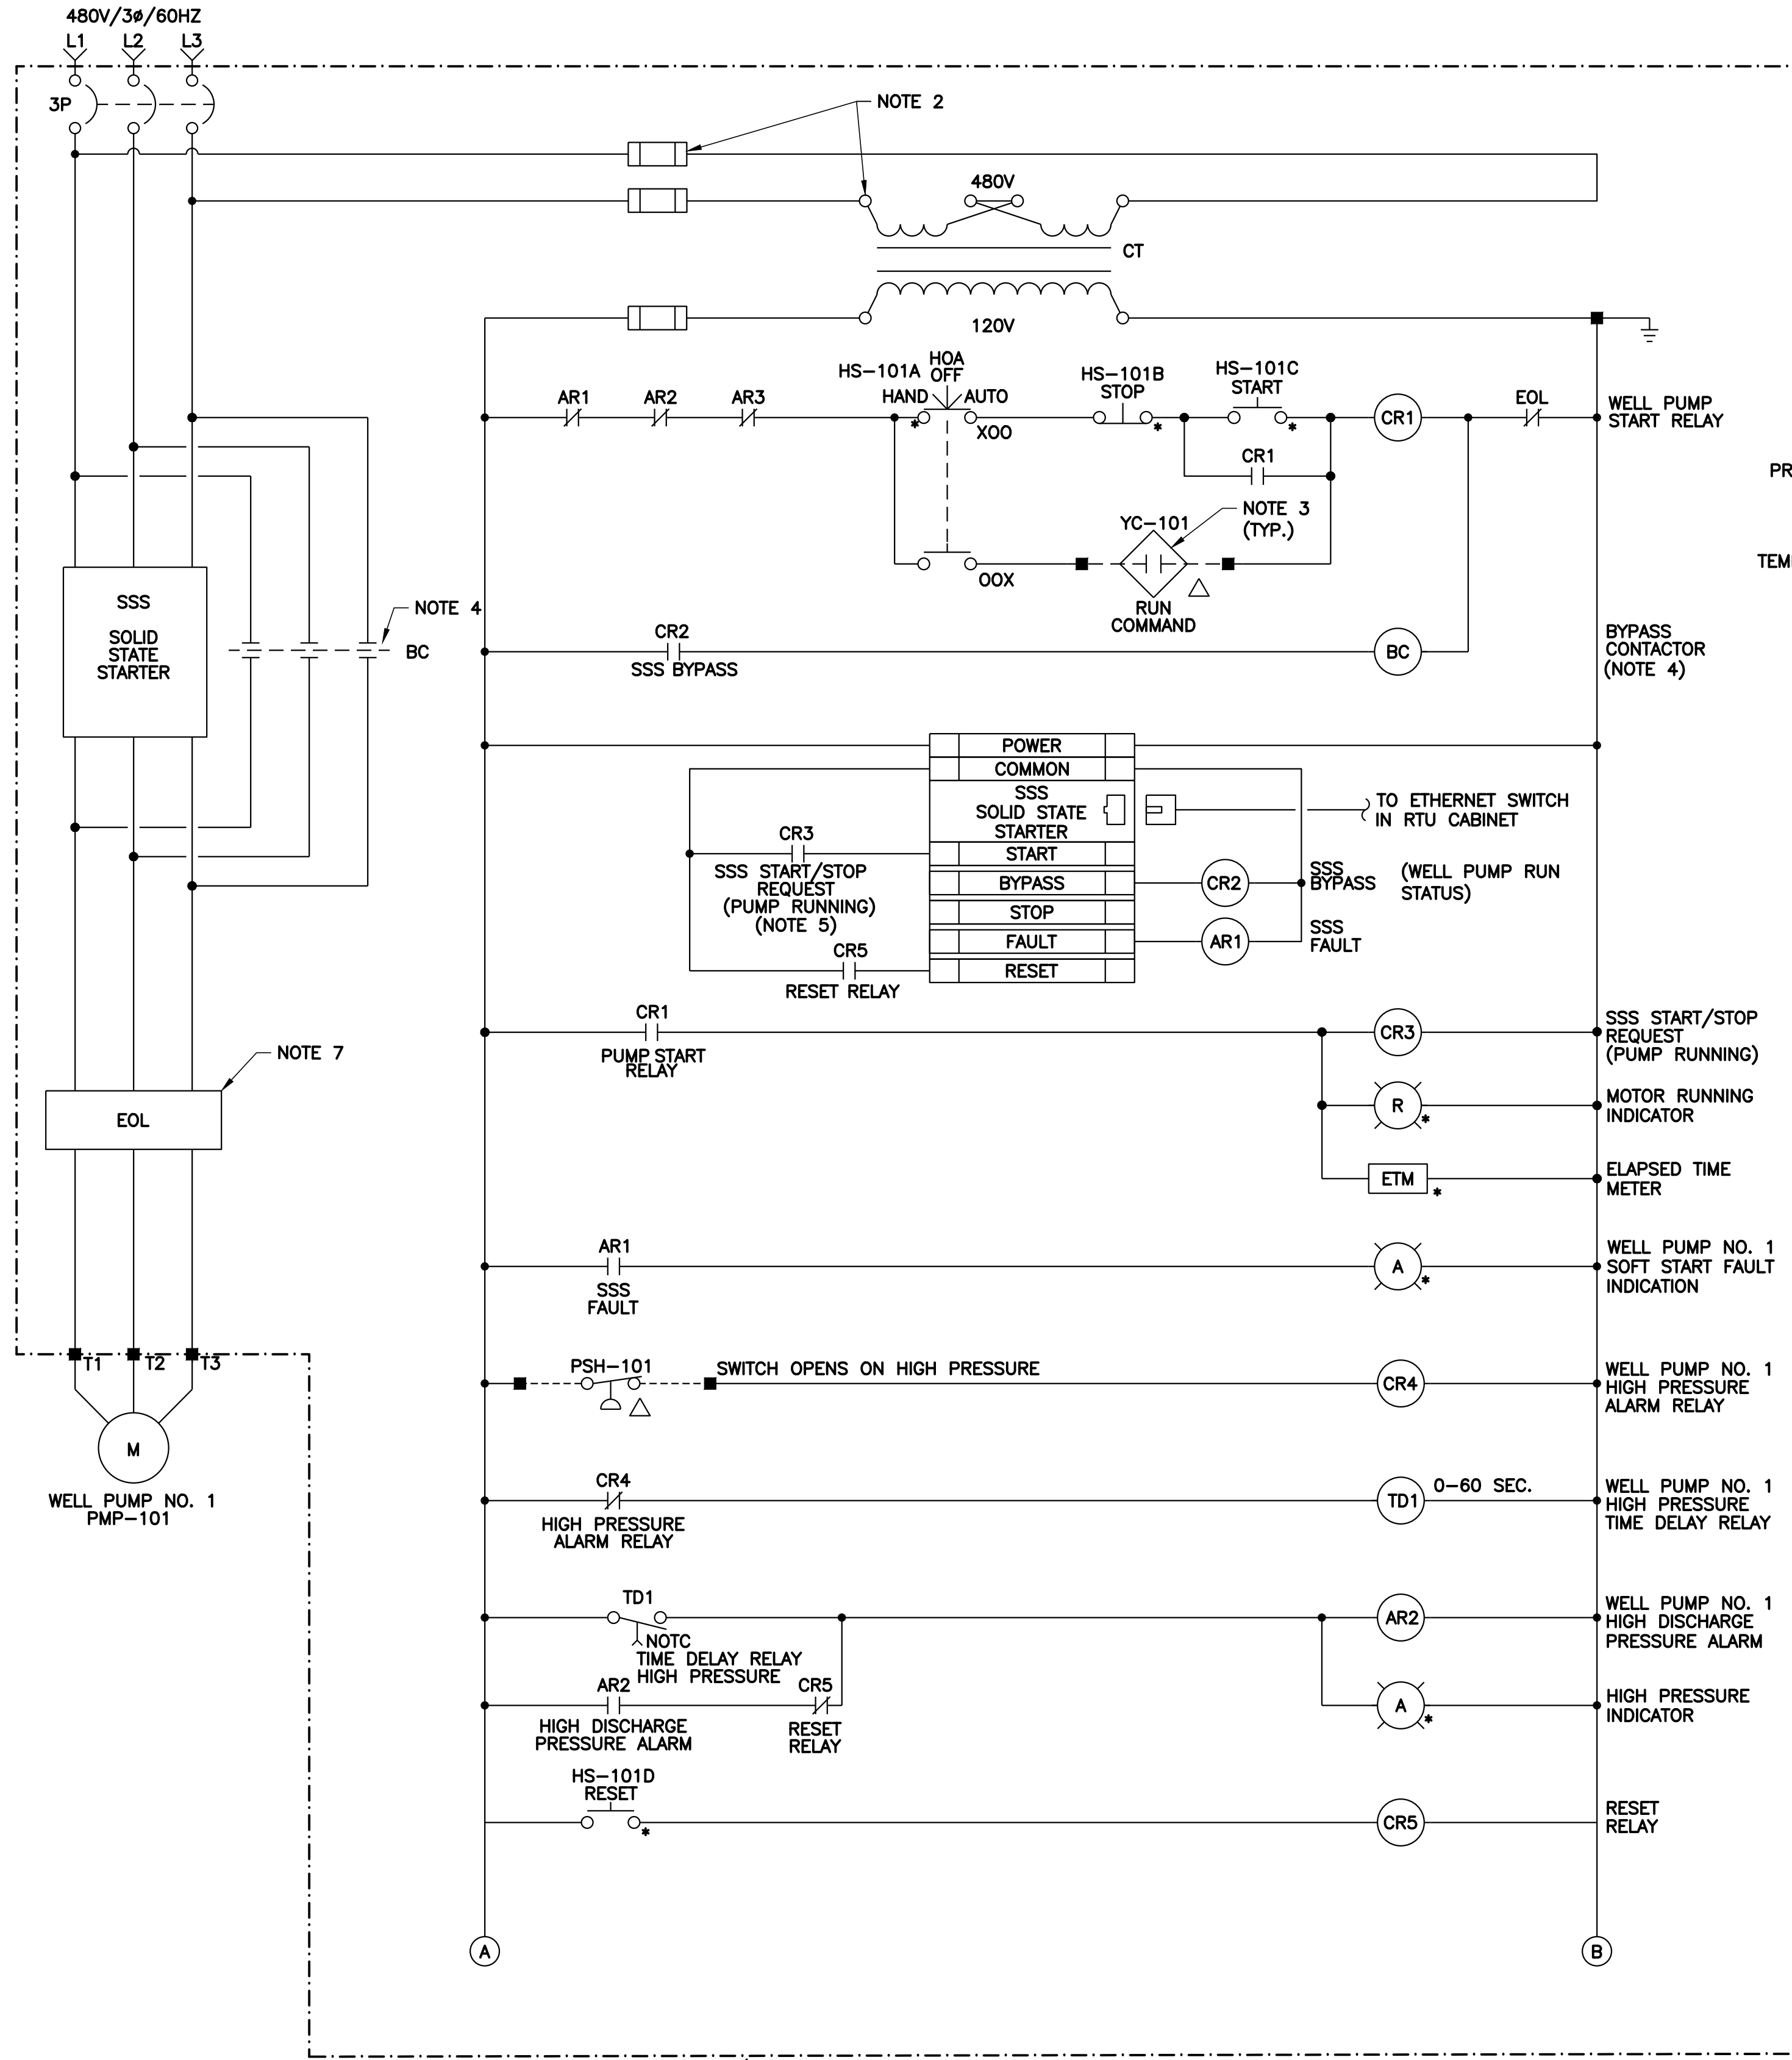 480V/3ø/60HZ
L1 L2 L3
3P
NOTE 2
480V
CT
120V
HOA
HS-101A OFF
HAND AUTO
XOO
HS-101B
STOP
HS-101C
START
AR1 AR2 AR3
*
*
*
CR1
EOL
WELL PUMP
START RELAY
CR1
PR
NOTE 3
(TYP.)
YC-101
OOX
RUN
COMMAND
TEM
SSS
SOLID
STATE
STARTER
NOTE 4
BC
CR2
SSS BYPASS
BC
BYPASS
CONTACTOR
(NOTE 4)
POWER
COMMON
SSS
SOLID STATE
STARTER
START
BYPASS
STOP
FAULT
RESET
TO ETHERNET SWITCH
IN RTU CABINET
CR3
SSS START/STOP
REQUEST
(PUMP RUNNING)
(NOTE 5)
CR5
RESET RELAY
CR2
SSS
BYPASS
(WELL PUMP RUN
STATUS)
AR1
SSS
FAULT
CR1
PUMP START
RELAY
CR3
SSS START/STOP
REQUEST
(PUMP RUNNING)
NOTE 7
EOL
R
*
MOTOR RUNNING
INDICATOR
ETM
*
ELAPSED TIME
METER
AR1
SSS
FAULT
A
*
WELL PUMP NO. 1
SOFT START FAULT
INDICATION
T1 T2 T3
M
WELL PUMP NO. 1
PMP-101
PSH-101
SWITCH OPENS ON HIGH PRESSURE
CR4
WELL PUMP NO. 1
HIGH PRESSURE
ALARM RELAY
CR4
HIGH PRESSURE
ALARM RELAY
TD1
0-60 SEC.
WELL PUMP NO. 1
HIGH PRESSURE
TIME DELAY RELAY
TD1
NOTC
TIME DELAY RELAY
HIGH PRESSURE
AR2
WELL PUMP NO. 1
HIGH DISCHARGE
PRESSURE ALARM
AR2
HIGH DISCHARGE
PRESSURE ALARM
CR5
RESET
RELAY
A
*
HIGH PRESSURE
INDICATOR
HS-101D
RESET
*
CR5
RESET
RELAY
A
B